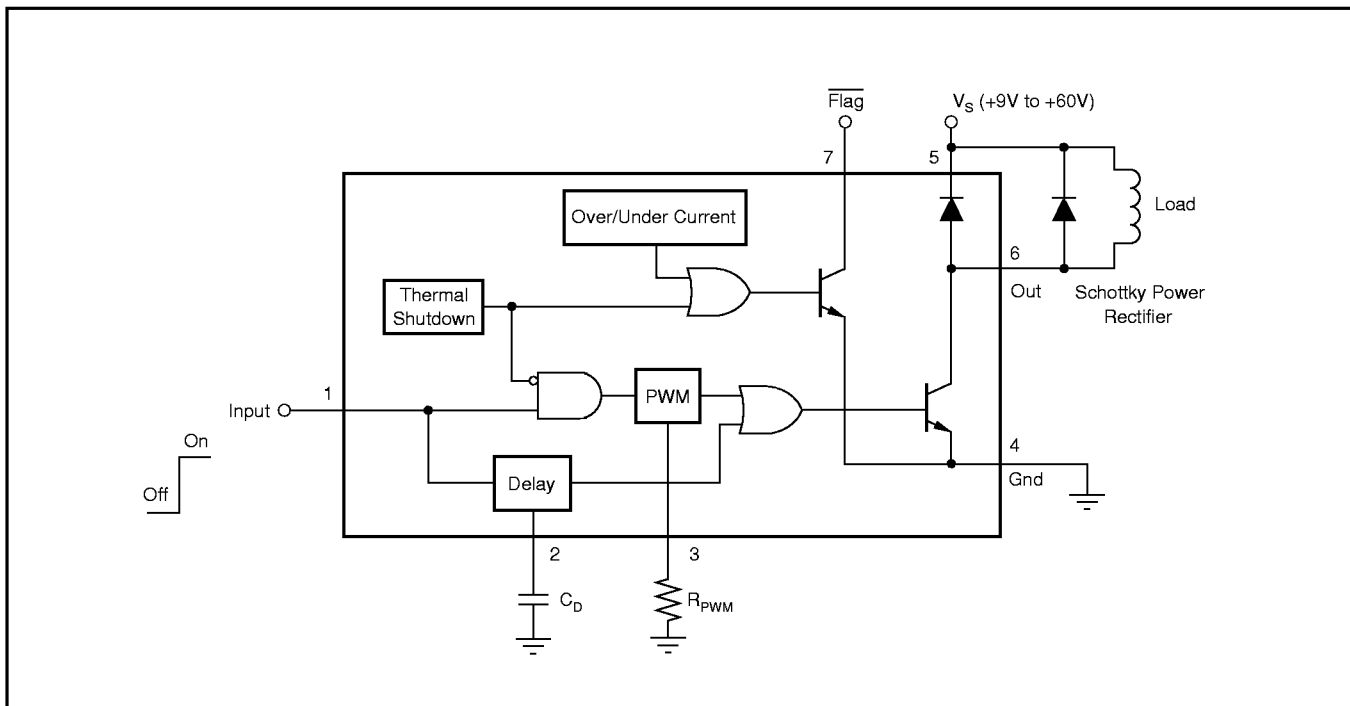 Flag
V_S (+9V to +60V)
7
5
Over/Under Current
Load
6
Out
Schottky Power
Rectifier
Thermal
Shutdown
1
PWM
Input
On
Off
Delay
4
Gnd
2
3
C_D
R_PWM